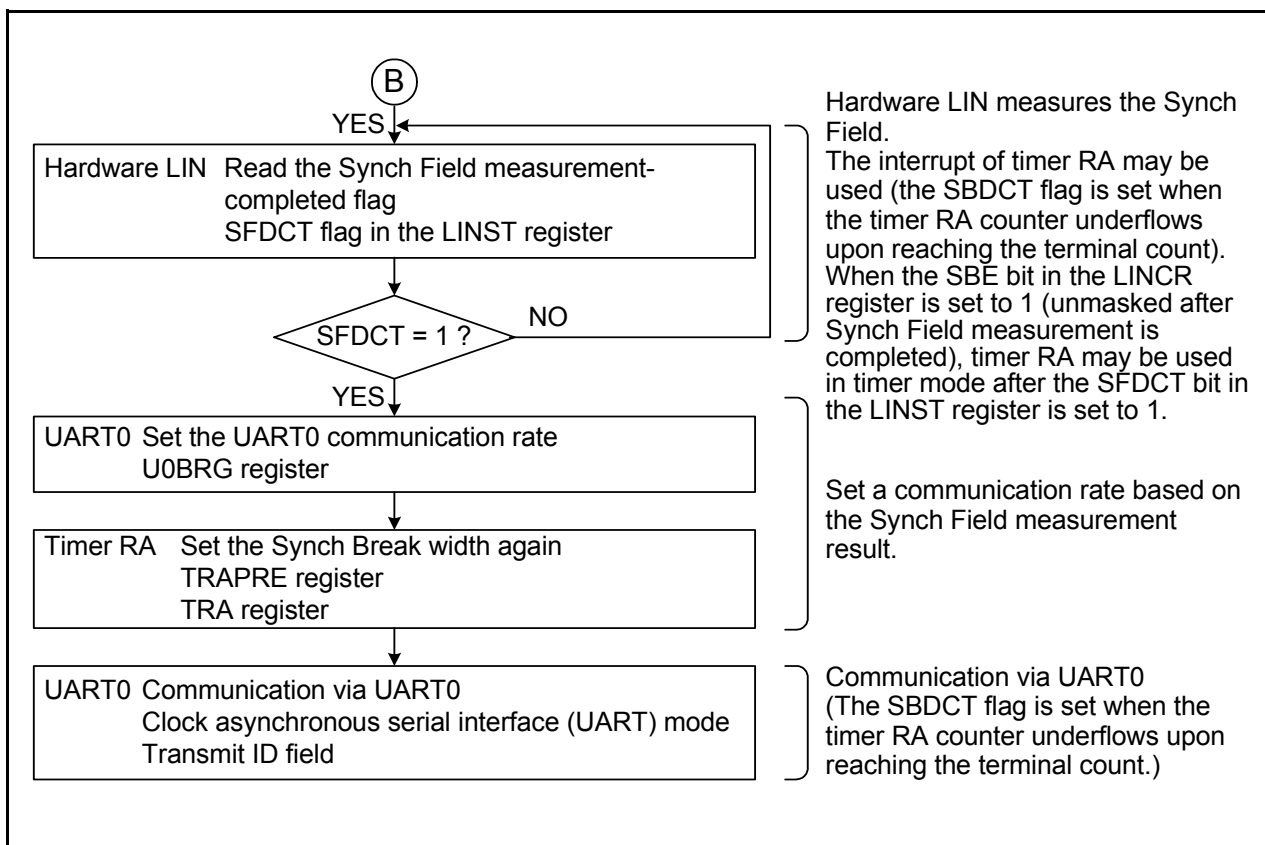 B
YES
Hardware LIN Read the Synch Field measurement-
completed flag
SFDCT flag in the LINST register
SFDCT = 1 ?
NO
YES
UART0 Set the UART0 communication rate
U0BRG register
Timer RA Set the Synch Break width again
TRAPRE register
TRA register
UART0 Communication via UART0
Clock asynchronous serial interface (UART) mode
Transmit ID field
Hardware LIN measures the Synch
Field.
The interrupt of timer RA may be
used (the SBDCT flag is set when
the timer RA counter underflows
upon reaching the terminal count).
When the SBE bit in the LINCR
register is set to 1 (unmasked after
Synch Field measurement is
completed), timer RA may be used
in timer mode after the SFDCT bit in
the LINST register is set to 1.
Set a communication rate based on
the Synch Field measurement
result.
Communication via UART0
(The SBDCT flag is set when the
timer RA counter underflows upon
reaching the terminal count.)